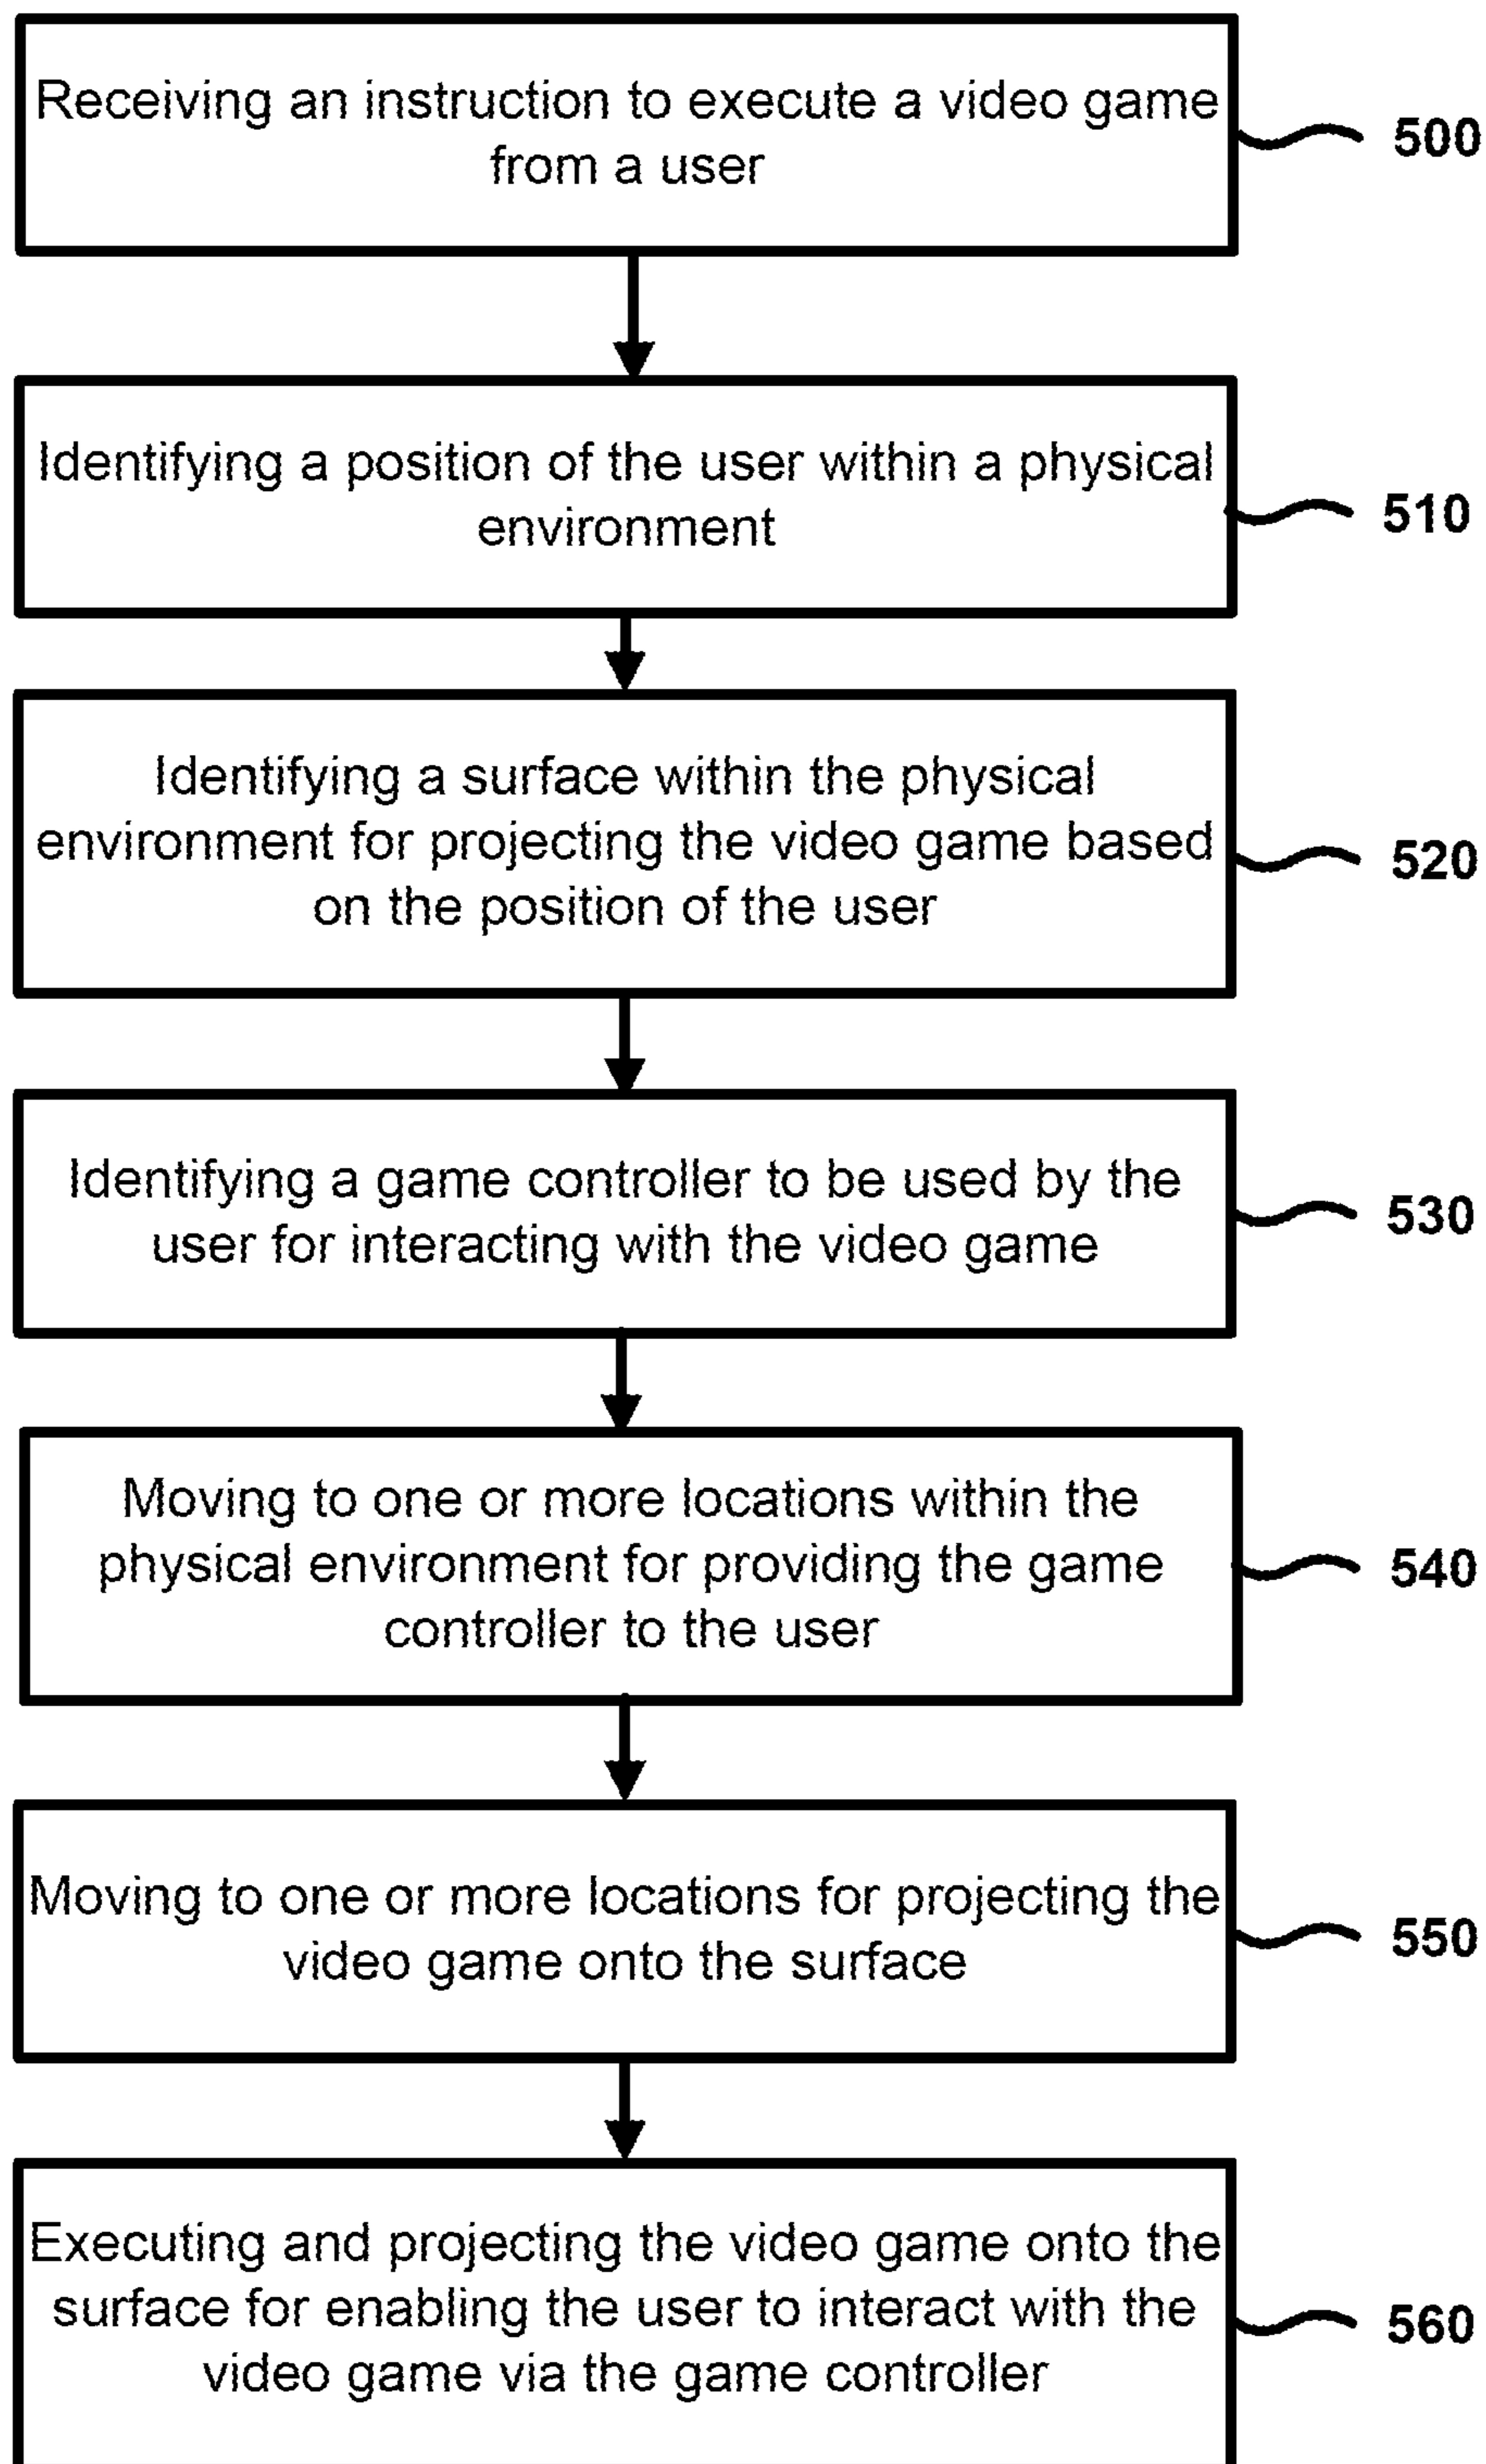 Receiving an instruction to execute a video game
from a user
500
Identifying a position of the user within a physical
environment
510
Identifying a surface within the physical
environment for projecting the video game based
on the position of the user
520
Identifying a game controller to be used by the
user for interacting with the video game
530
Moving to one or more locations within the
physical environment for providing the game
controller to the user
540
Moving to one or more locations for projecting the
video game onto the surface
550
Executing and projecting the video game onto the
surface for enabling the user to interact with the
video game via the game controller
560